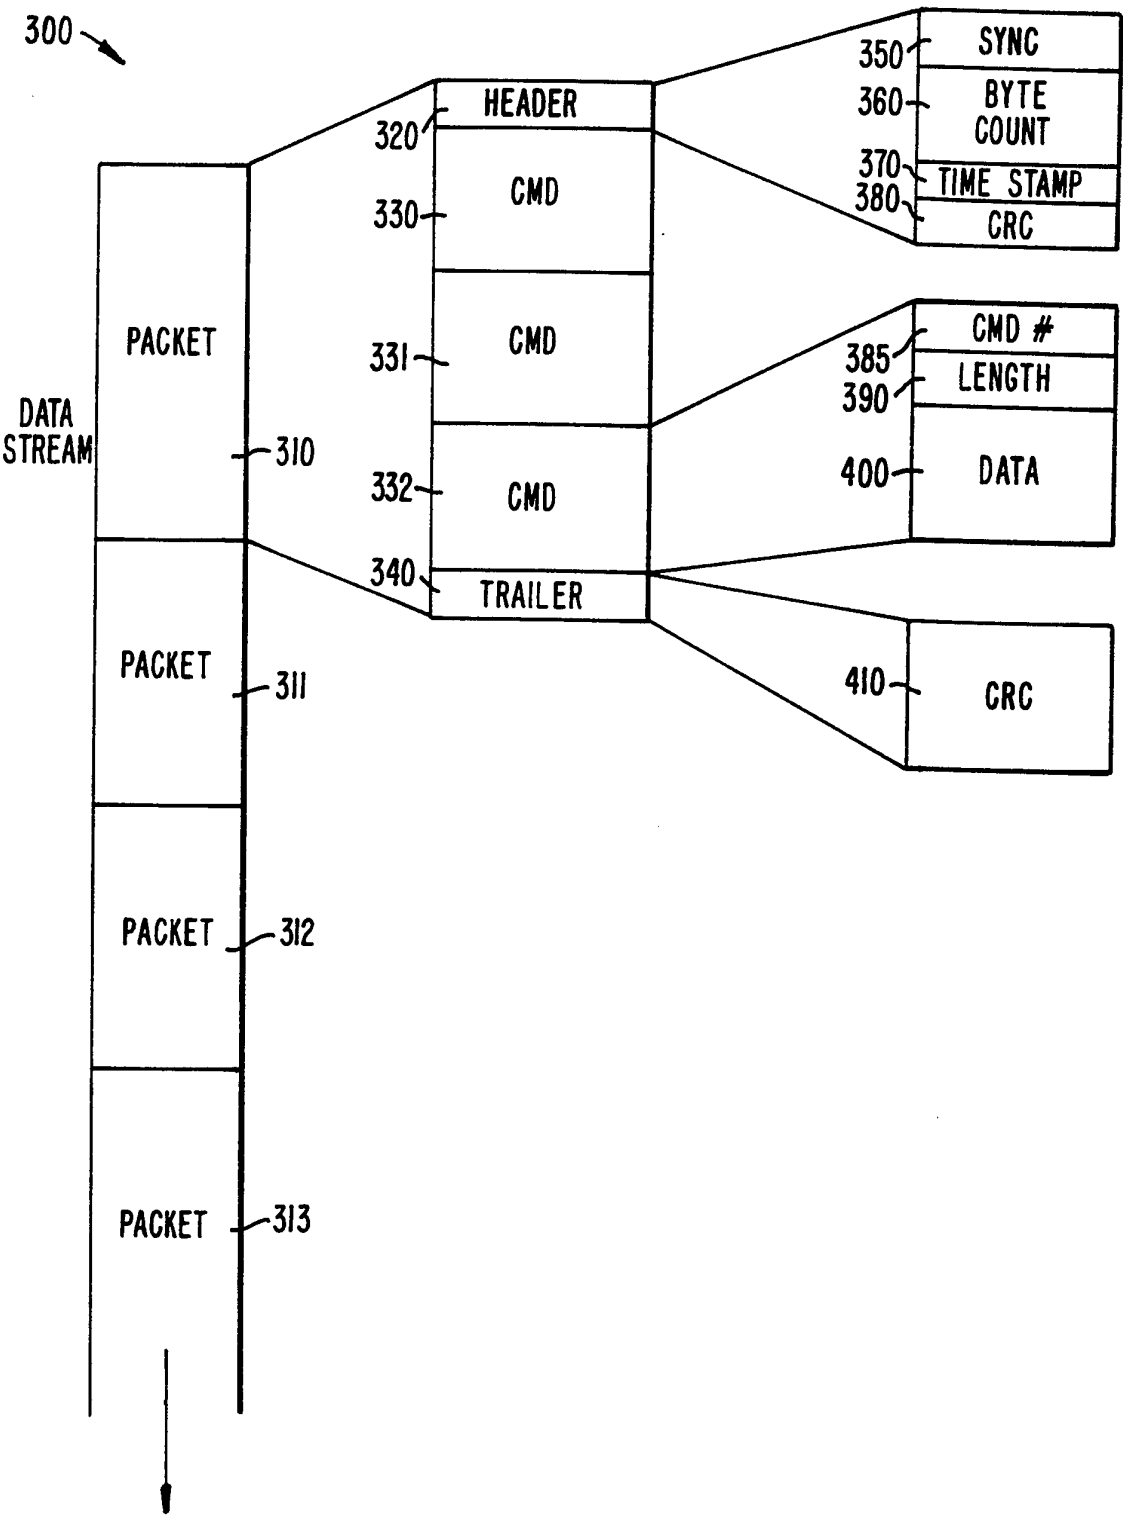 300
DATA
STREAM
PACKET
310
PACKET
311
PACKET
312
PACKET
313
HEADER
320
CMD
330
CMD
331
CMD
332
TRAILER
340
SYNC
350
BYTE
COUNT
360
TIME STAMP
370
CRC
380
CMD #
385
LENGTH
390
DATA
400
CRC
410